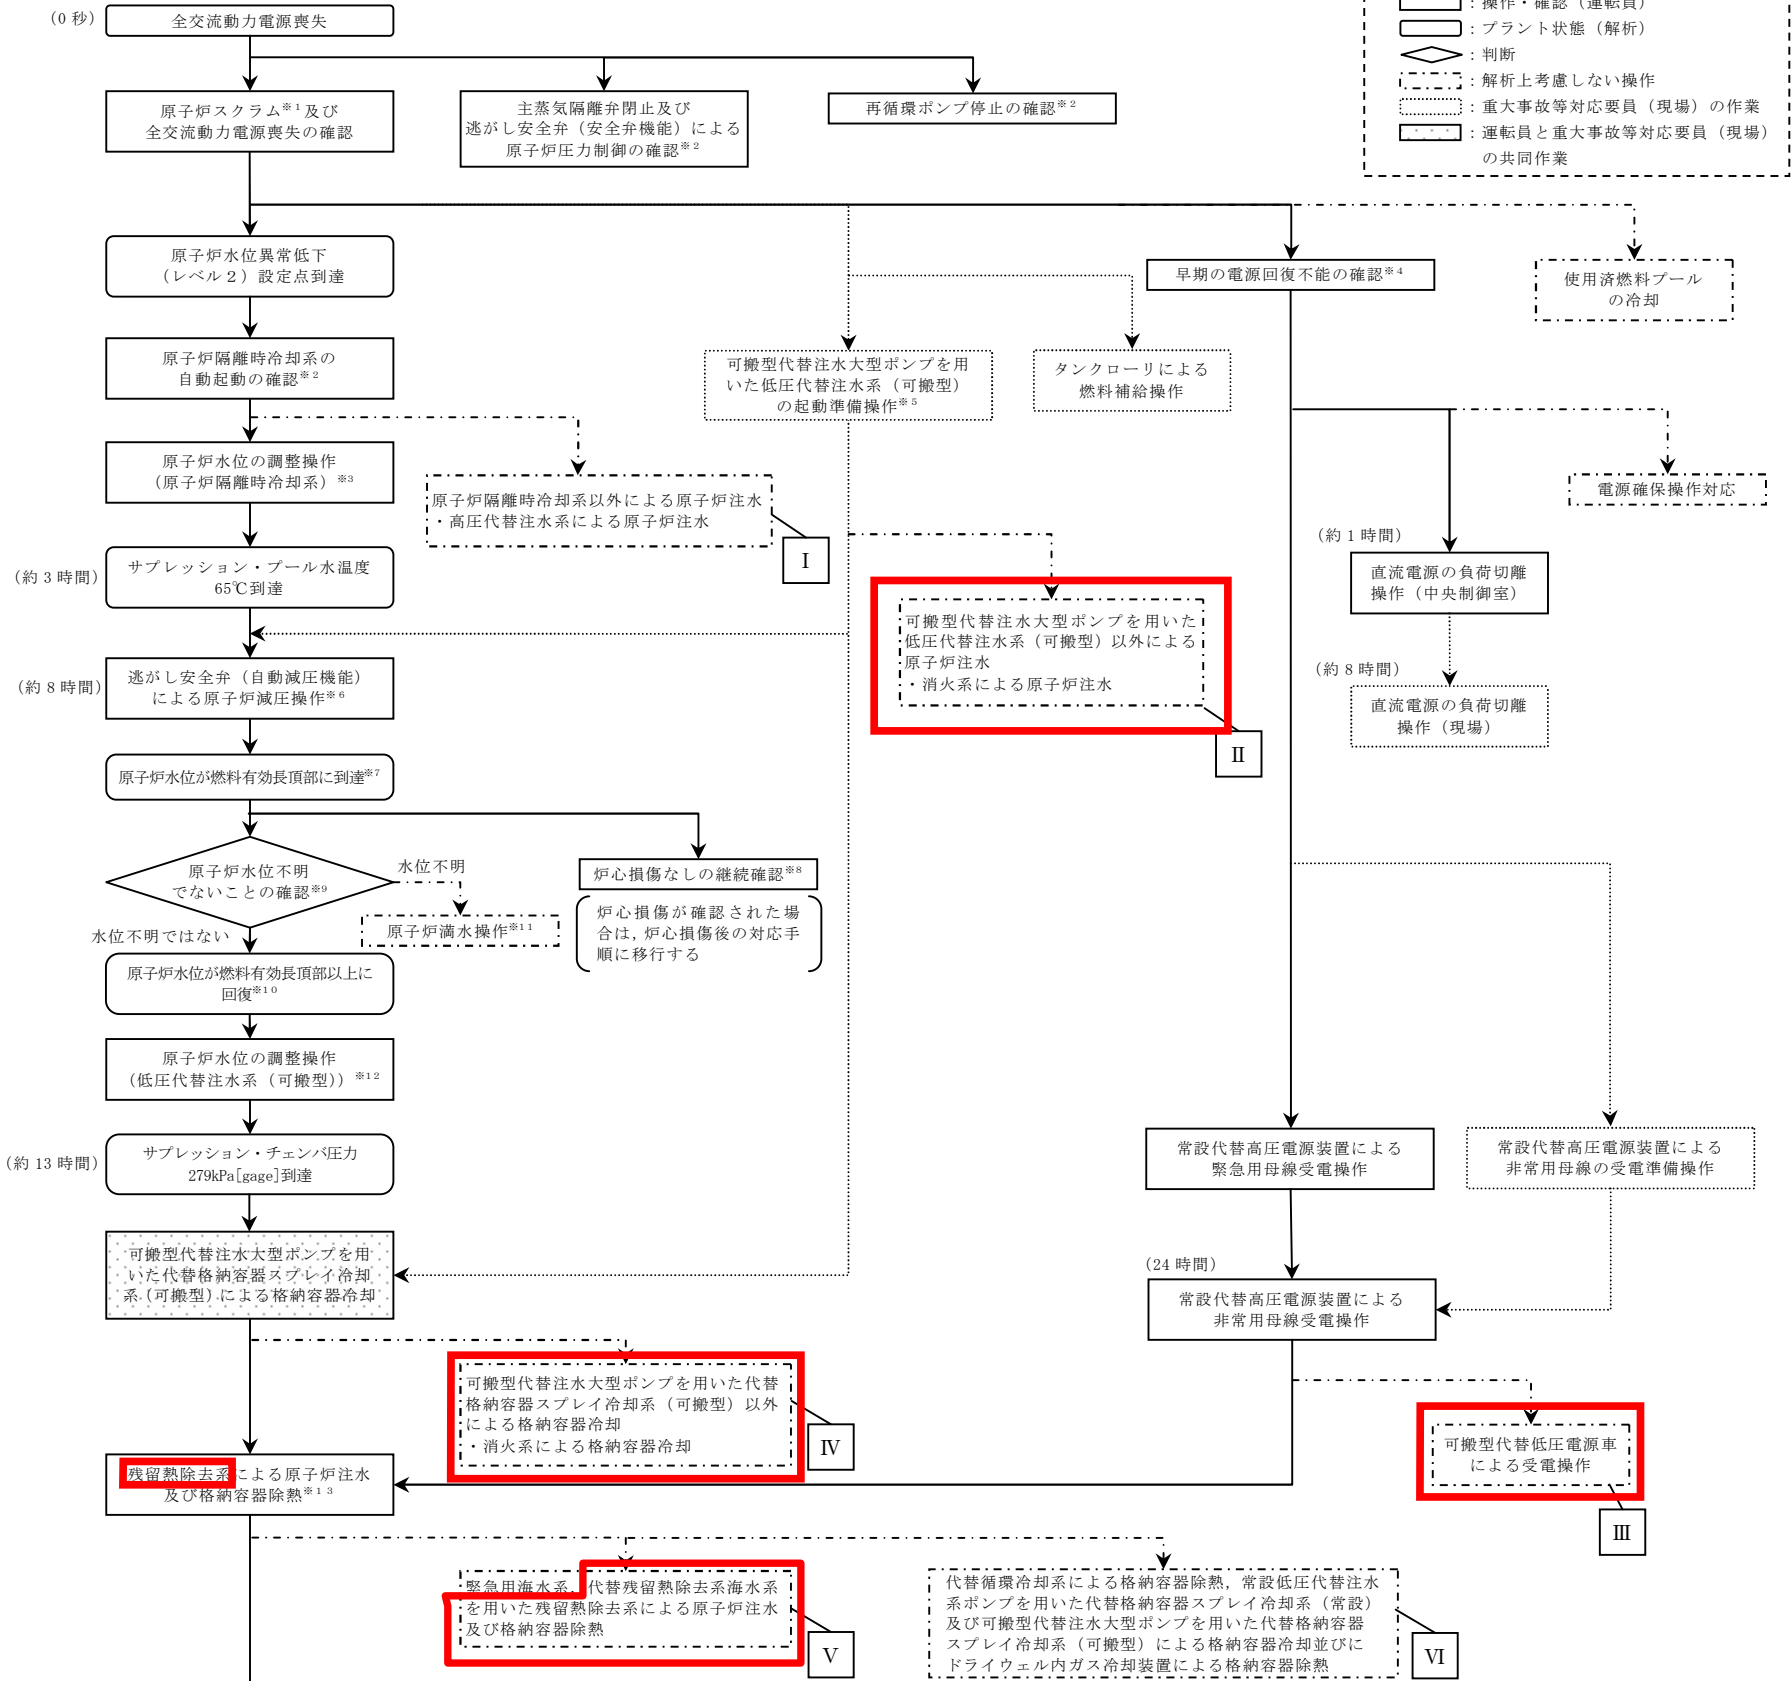 (0 秒)
全交流動力電源喪失
：操作・確認（運転員）
：プラント状態（解析）
：判断
：解析上考慮しない操作
：重大事故等対応要員（現場）の作業
：運転員と重大事故等対応要員（現場）
の共同作業
原子炉スクラム※1及び
全交流動力電源喪失の確認
主蒸気隔離弁閉止及び
逃がし安全弁（安全弁機能）による
原子炉圧力制御の確認※2
再循環ポンプ停止の確認※2
原子炉水位異常低下
（レベル２）設定点到達
早期の電源回復不能の確認※4
使用済燃料プール
の冷却
原子炉隔離時冷却系の
自動起動の確認※2
可搬型代替注水大型ポンプを用
いた低圧代替注水系（可搬型）
の起動準備操作※5
タンクローリによる
燃料補給操作
原子炉水位の調整操作
（原子炉隔離時冷却系）※3
原子炉隔離時冷却系以外による原子炉注水
・高圧代替注水系による原子炉注水
Ⅰ
電源確保操作対応
(約 1 時間)
直流電源の負荷切離
操作（中央制御室）
(約 3 時間)
サプレッション・プール水温度
65℃到達
可搬型代替注水大型ポンプを用いた
低圧代替注水系（可搬型）以外による
原子炉注水
・消火系による原子炉注水
Ⅱ
(約 8 時間)
逃がし安全弁（自動減圧機能）
による原子炉減圧操作※6
(約 8 時間)
直流電源の負荷切離
操作（現場）
原子炉水位が燃料有効長頂部に到達※7
原子炉水位不明
でないことの確認※9
水位不明
原子炉満水操作※11
炉心損傷なしの継続確認※8
炉心損傷が確認された場
合は，炉心損傷後の対応手
順に移行する
水位不明ではない
原子炉水位が燃料有効長頂部以上に
回復※10
原子炉水位の調整操作
（低圧代替注水系（可搬型））※12
(約 13 時間)
サプレッション・チェンバ圧力
279kPa[gage]到達
常設代替高圧電源装置による
緊急用母線受電操作
常設代替高圧電源装置による
非常用母線の受電準備操作
可搬型代替注水大型ポンプを用
いた代替格納容器スプレイ冷却
系（可搬型）による格納容器冷却
(24 時間)
常設代替高圧電源装置による
非常用母線受電操作
可搬型代替注水大型ポンプを用いた代替
格納容器スプレイ冷却系（可搬型）以外
による格納容器冷却
・消火系による格納容器冷却
Ⅳ
可搬型代替低圧電源車
による受電操作
Ⅲ
残留熱除去系による原子炉注水
及び格納容器除熱※13
緊急用海水系，代替残留熱除去系海水系
を用いた残留熱除去系による原子炉注水
及び格納容器除熱
Ⅴ
代替循環冷却系による格納容器除熱，常設低圧代替注水
系ポンプを用いた代替格納容器スプレイ冷却系（常設）
及び可搬型代替注水大型ポンプを用いた代替格納容器
スプレイ冷却系（可搬型）による格納容器冷却並びに
ドライウェル内ガス冷却装置による格納容器除熱
Ⅵ